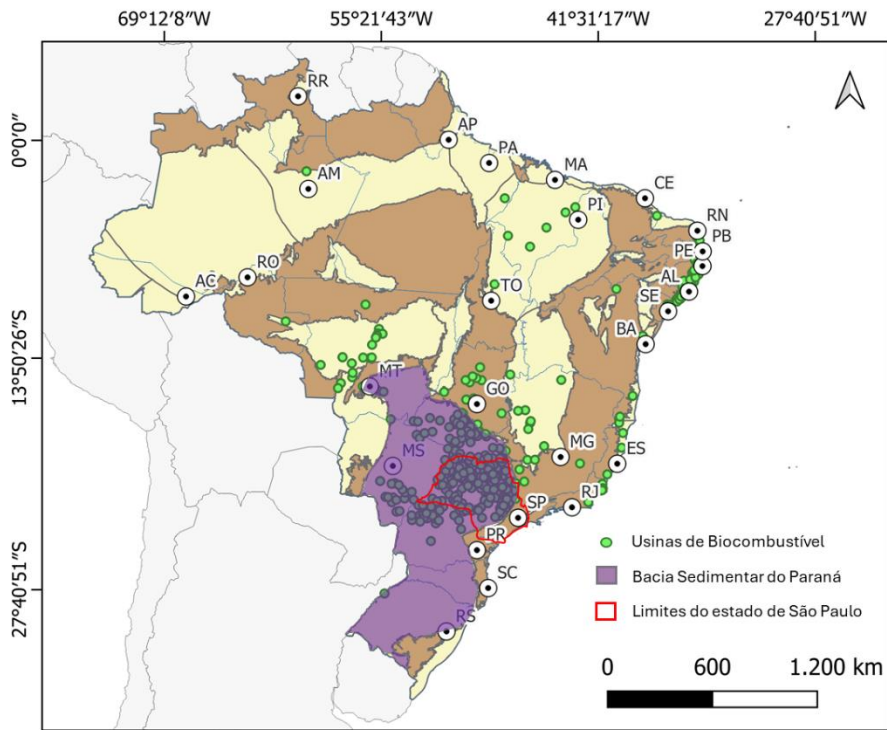 69°12'8"W 55°21'43"W 41°31'17"W 27°40'51"W
0°0'0"
13°50'26"S
27°40'51"S
RR
AP
PA
AM
MA
CE
PI
RN
PB
PE
RO
AC
TO
AL
SE
BA
MT
GO
MS
MG
ES
SP
RJ
PR
SC
RS
Usinas de Biocombustível
Bacia Sedimentar do Paraná
Limites do estado de São Paulo
0 600 1.200 km